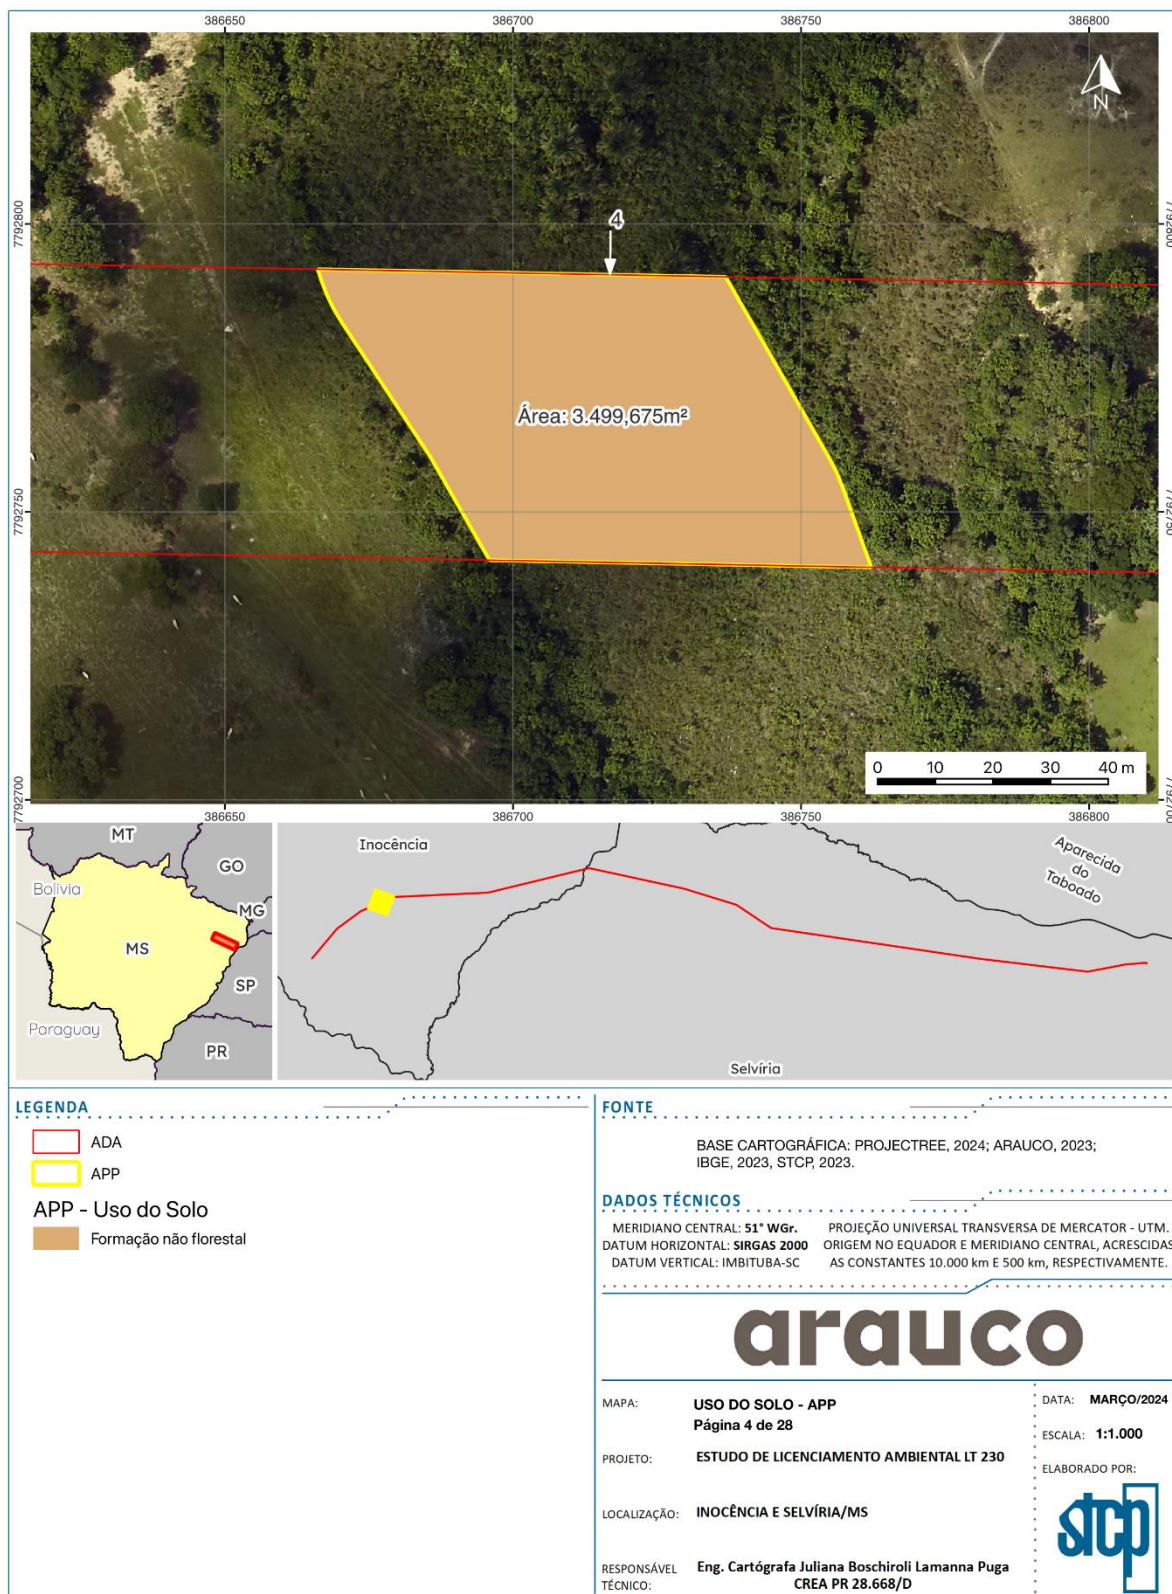 386650 386700 386750 386800
N
7792800 7792800
4
Área: 3.499,675m²
7792750 7792750
0 10 20 30 40 m
7792700 7792700
386650 386700 386750 386800
MT
GO
Bolivia
MG
MS
SP
Paraguay
PR
Inocência
Aparecida
do
Taboado
Selvíria
LEGENDA
ADA
APP
APP - Uso do Solo
Formação não florestal
FONTE
BASE CARTOGRÁFICA: PROJECTREE, 2024; ARAUCO, 2023;
IBGE, 2023, STCP, 2023.
DADOS TÉCNICOS
MERIDIANO CENTRAL: 51° WGr.
DATUM HORIZONTAL: SIRGAS 2000
DATUM VERTICAL: IMBITUBA-SC
PROJEÇÃO UNIVERSAL TRANSVERSA DE MERCATOR - UTM.
ORIGEM NO EQUADOR E MERIDIANO CENTRAL, ACRESCIDAS
AS CONSTANTES 10.000 km E 500 km, RESPECTIVAMENTE.
arauco
MAPA: USO DO SOLO - APP
Página 4 de 28
PROJETO: ESTUDO DE LICENCIAMENTO AMBIENTAL LT 230
LOCALIZAÇÃO: INOCÊNCIA E SELVÍRIA/MS
RESPONSÁVEL
TÉCNICO:
Eng. Cartógrafa Juliana Boschiroli Lamanna Puga
CREA PR 28.668/D
DATA: MARÇO/2024
ESCALA: 1:1.000
ELABORADO POR:
stcp